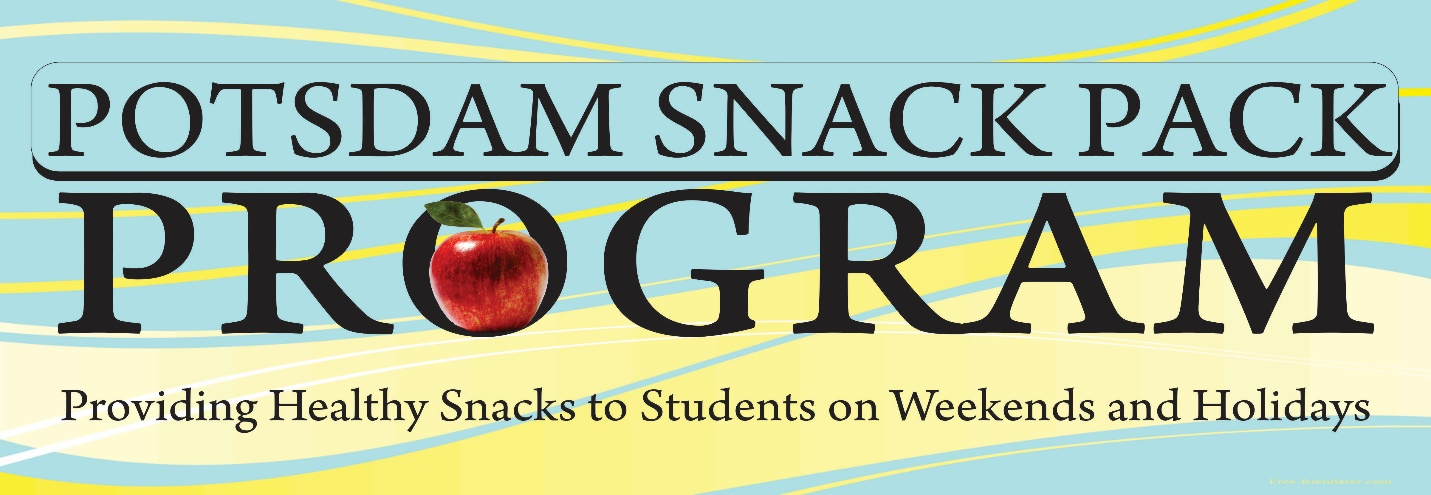 POTSDAM SNACK PACK
PROGRAM
Providing Healthy Snacks to Students on Weekends and Holidays